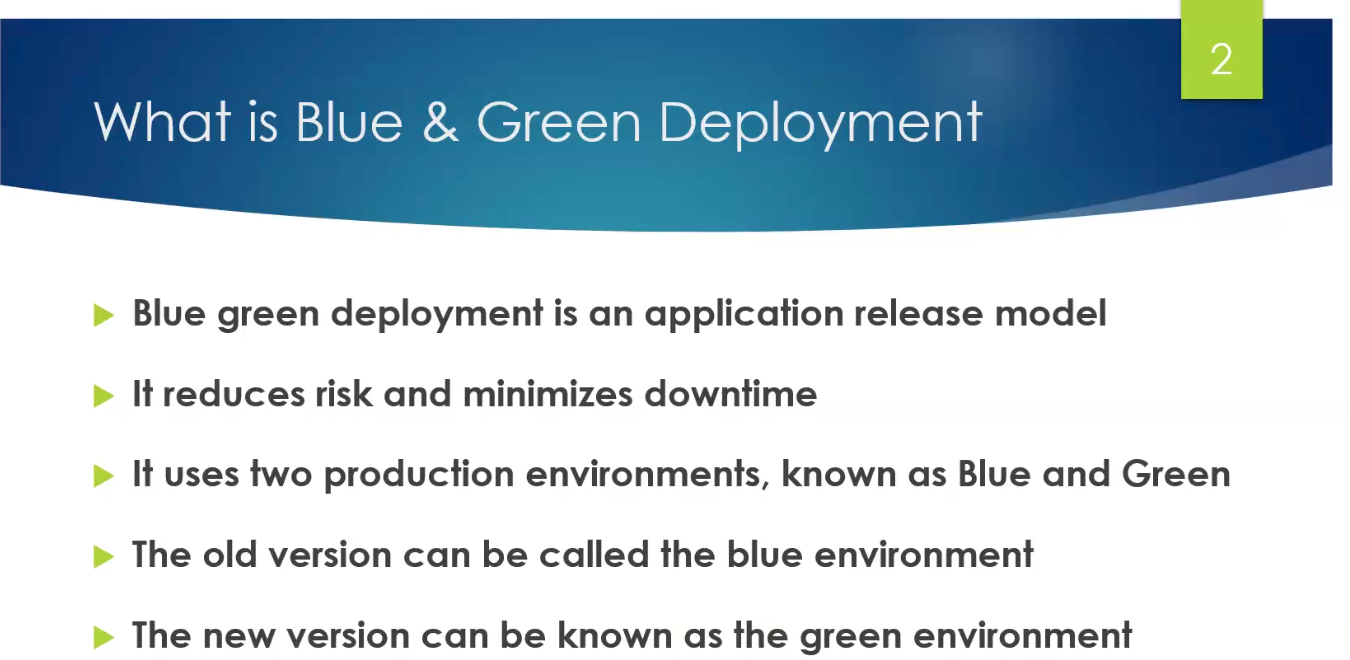 2
What is Blue & Green Deployment
Blue green deployment is an application release model
It reduces risk and minimizes downtime
It uses two production environments, known as Blue and Green
The old version can be called the blue environment
The new version can be known as the green environment